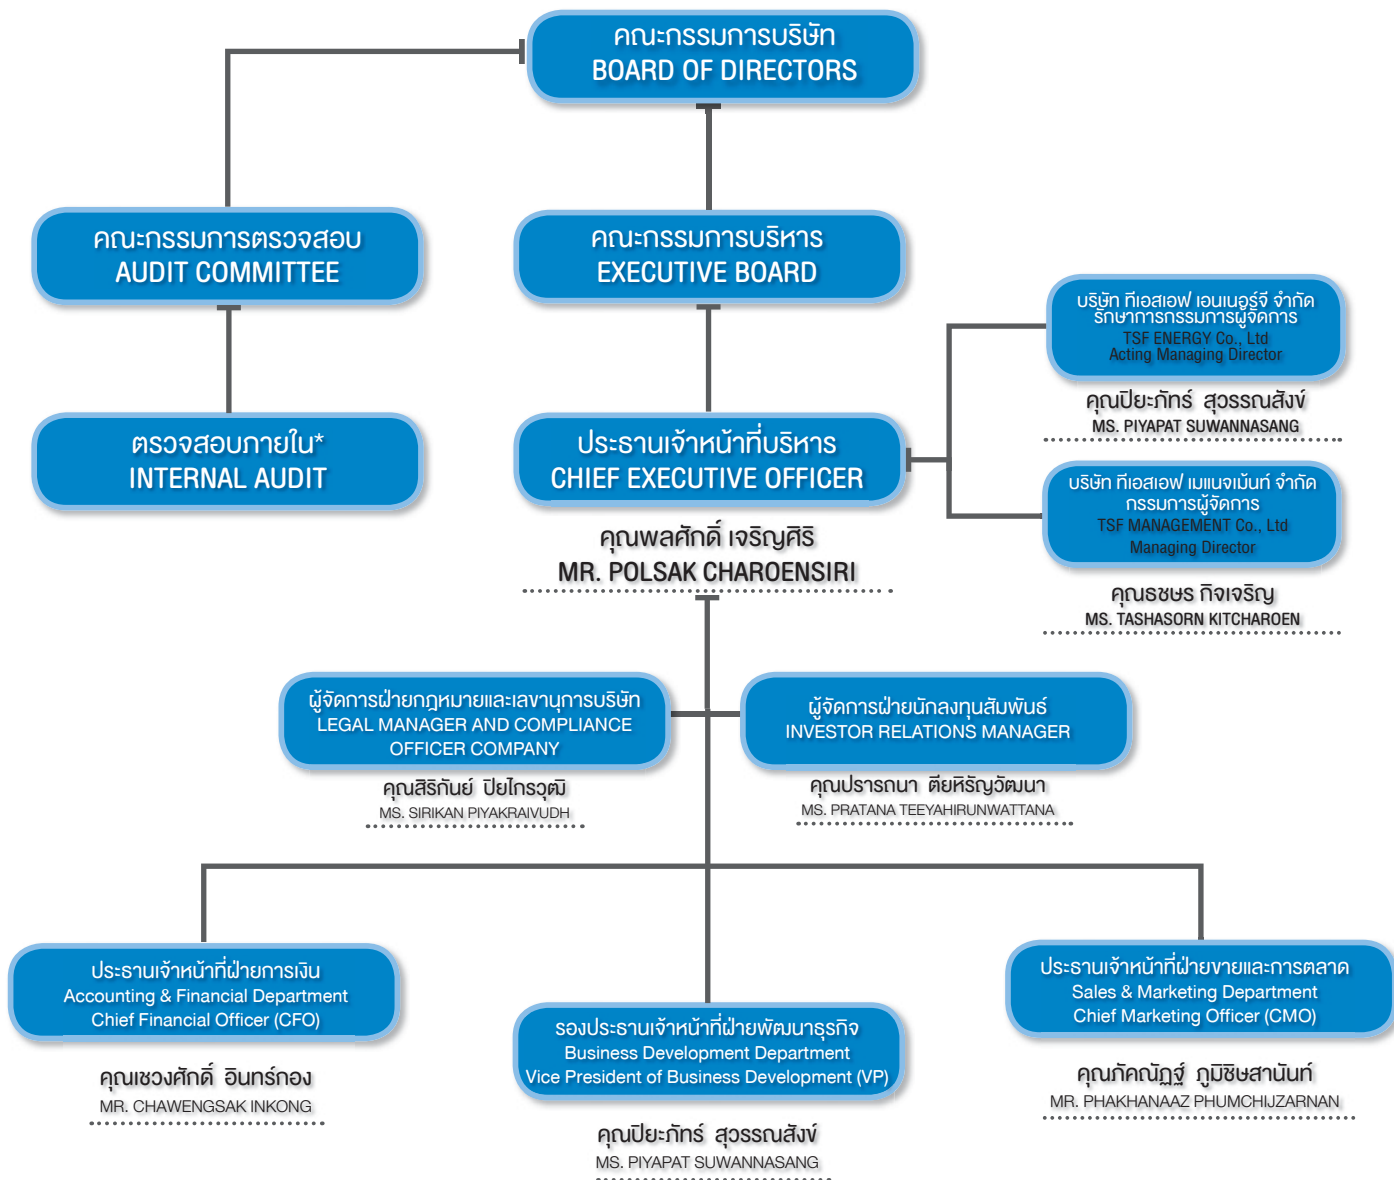 คณะกรรมการบริษัท
BOARD OF DIRECTORS
คณะกรรมการตรวจสอบ
AUDIT COMMITTEE
คณะกรรมการบริหาร
EXECUTIVE BOARD
บริษัท ทีเอสเอฟ เอนเนอร์จี จำกัด
รักษาการกรรมการผู้จัดการ
TSF ENERGY Co., Ltd
Acting Managing Director
คุณปิยะภัทร์ สุวรรณสังข์
MS. PIYAPAT SUWANNASANG
ตรวจสอบภายใน*
INTERNAL AUDIT
ประธานเจ้าหน้าที่บริหาร
CHIEF EXECUTIVE OFFICER
คุณพลศักดิ์ เจริญศิริ
MR. POLSAK CHAROENSIRI
บริษัท ทีเอสเอฟ เมแนจเม้นท์ จำกัด
กรรมการผู้จัดการ
TSF MANAGEMENT Co., Ltd
Managing Director
คุณธชษร กิจเจริญ
MS. TASHASORN KITCHAROEN
ผู้จัดการฝ่ายกฎหมายและเลขานุการบริษัท
LEGAL MANAGER AND COMPLIANCE
OFFICER COMPANY
คุณสิริกันย์ ปิยไกรวุฒิ
MS. SIRIKAN PIYAKRAIVUDH
ผู้จัดการฝ่ายนักลงทุนสัมพันธ์
INVESTOR RELATIONS MANAGER
คุณปรารถนา ตียหิรัญวัฒนา
MS. PRATANA TEEYAHIRUNWATTANA
ประธานเจ้าหน้าที่ฝ่ายการเงิน
Accounting & Financial Department
Chief Financial Officer (CFO)
คุณเชวงศักดิ์ อินทร์กอง
MR. CHAWENGSAK INKONG
รองประธานเจ้าหน้าที่ฝ่ายพัฒนาธุรกิจ
Business Development Department
Vice President of Business Development (VP)
คุณปิยะภัทร์ สุวรรณสังข์
MS. PIYAPAT SUWANNASANG
ประธานเจ้าหน้าที่ฝ่ายขายและการตลาด
Sales & Marketing Department
Chief Marketing Officer (CMO)
คุณภัคณัฏฐ์ ภูมิชิษสานันท์
MR. PHAKHANAAZ PHUMCHIJZARNAN